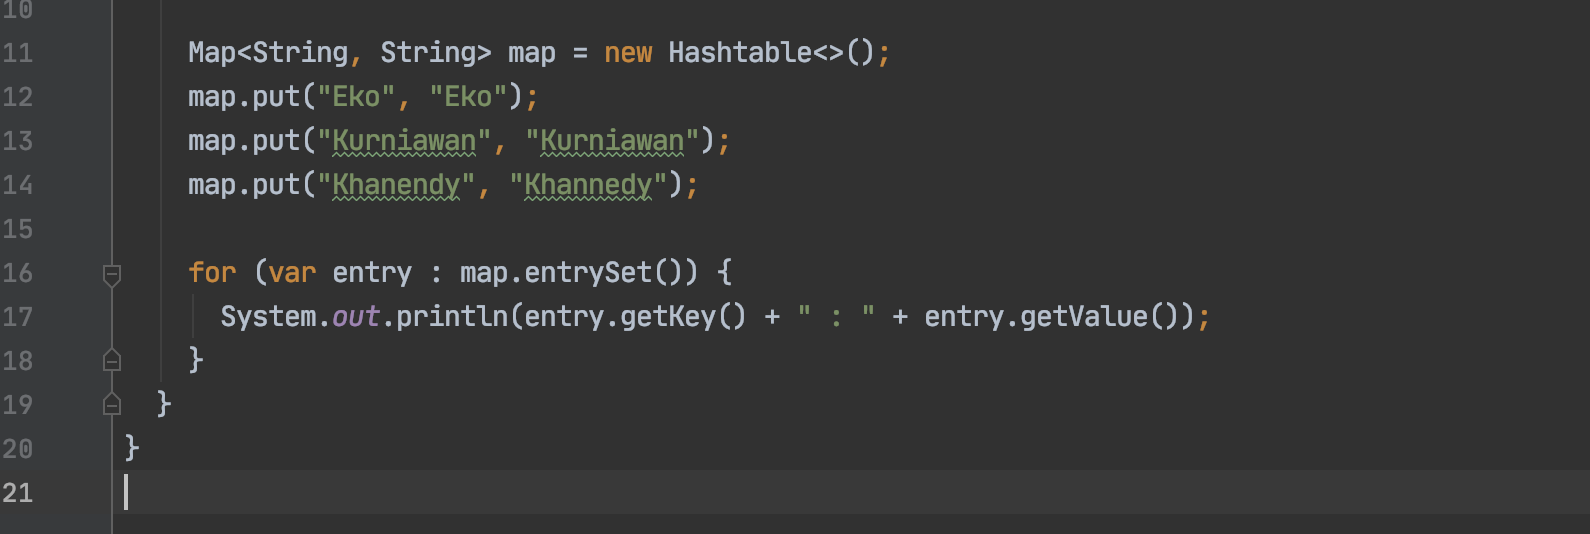 10
11 Map<String, String> map = new Hashtable<>();
12 map.put("Eko", "Eko");
13 map.put("Kurniawan", "Kurniawan");
14 map.put("Khanendy", "Khannedy");
15
16 for (var entry : map.entrySet()) {
17 System.out.println(entry.getKey() + " : " + entry.getValue());
18 }
19 }
20 }
21